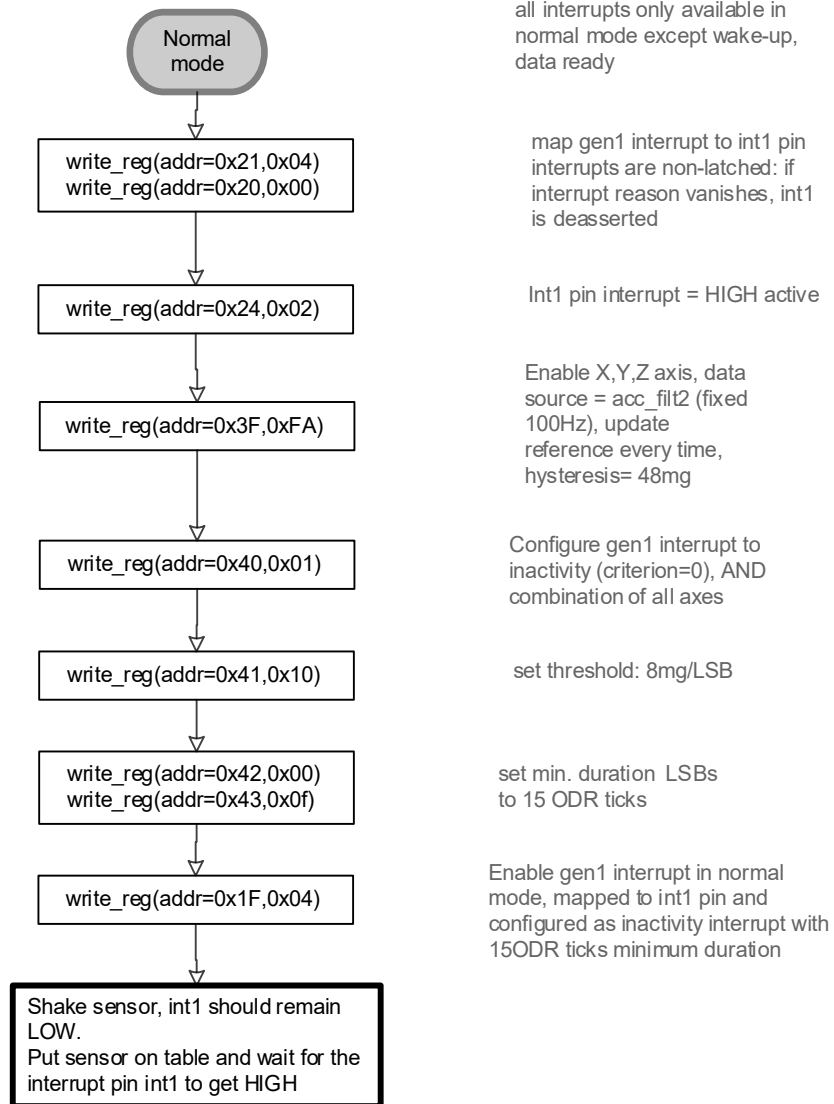 all interrupts only available in
normal mode except wake-up,
data ready
Normal
mode
write_reg(addr=0x21,0x04)
write_reg(addr=0x20,0x00)
map gen1 interrupt to int1 pin
interrupts are non-latched: if
interrupt reason vanishes, int1
is deasserted
write_reg(addr=0x24,0x02)
Int1 pin interrupt = HIGH active
write_reg(addr=0x3F,0xFA)
Enable X,Y,Z axis, data
source = acc_filt2 (fixed
100Hz), update
reference every time,
hysteresis= 48mg
write_reg(addr=0x40,0x01)
Configure gen1 interrupt to
inactivity (criterion=0), AND
combination of all axes
write_reg(addr=0x41,0x10)
set threshold: 8mg/LSB
write_reg(addr=0x42,0x00)
write_reg(addr=0x43,0x0f)
set min. duration LSBs
to 15 ODR ticks
write_reg(addr=0x1F,0x04)
Enable gen1 interrupt in normal
mode, mapped to int1 pin and
configured as inactivity interrupt with
15ODR ticks minimum duration
Shake sensor, int1 should remain
LOW.
Put sensor on table and wait for the
interrupt pin int1 to get HIGH